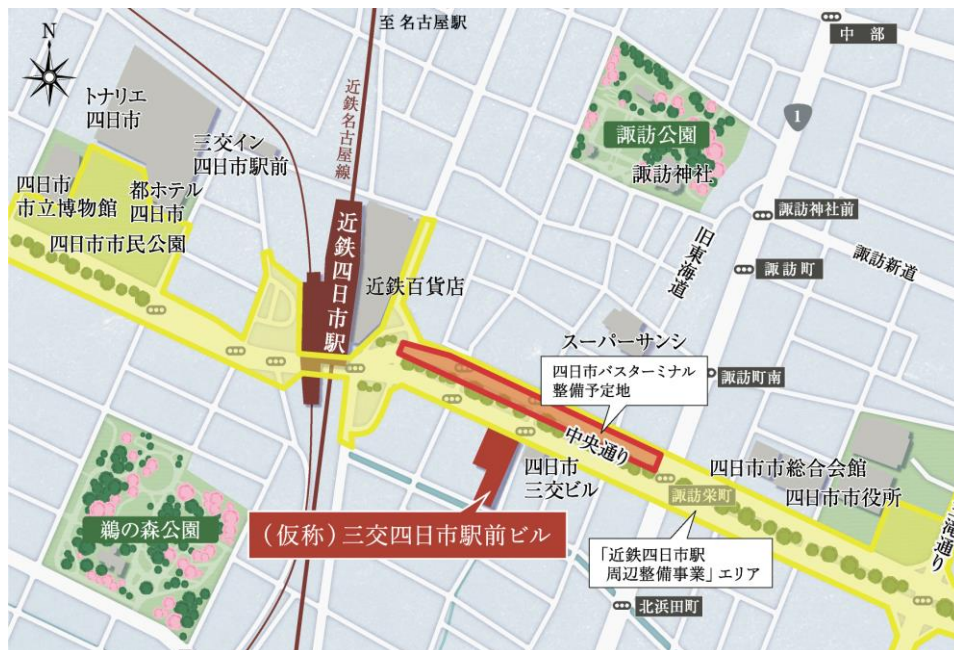 至 名古屋駅
中部
N
トナリエ
四日市
近鉄名古屋線
1
諏訪公園
三交イン
四日市駅前
諏訪神社
四日市
市立博物館
都ホテル
四日市
諏訪神社前
近鉄四日市駅
四日市市民公園
旧東海道
諏訪新道
諏訪町
近鉄百貨店
スーパーサンシ
四日市バスターミナル
整備予定地
諏訪町南
中央通り
四日市
三交ビル
四日市市総合会館
諏訪栄町
四日市市役所
三滝通り
鵜の森公園
(仮称)三交四日市駅前ビル
「近鉄四日市駅
周辺整備事業」エリア
北浜田町